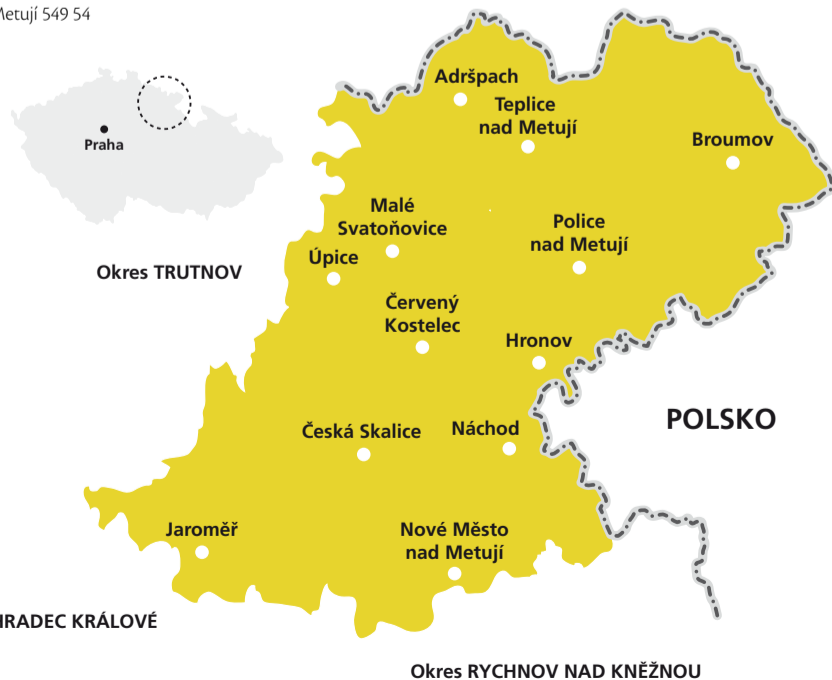 Metují 549 54
Praha
Adršpach
Teplice
nad Metují
Broumov
Malé
Svatoňovice
Police
nad Metují
Okres TRUTNOV
Úpice
Červený
Kostelec
Hronov
POLSKO
Česká Skalice
Náchod
Jaroměř
Nové Město
nad Metují
HRADEC KRÁLOVÉ
Okres RYCHNOV NAD KNĚŽNOU